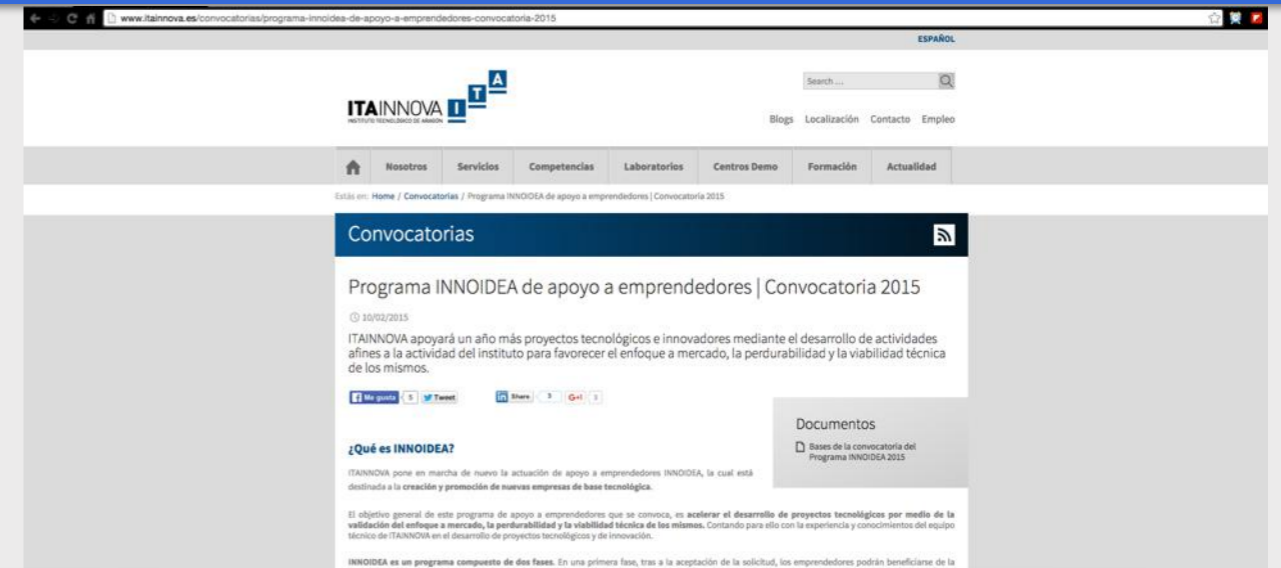 www.itainnova.es/convocatorias/programa-innoidea-de-apoyo-a-emprendedores-convocatoria-2015
ESPAÑOL
ITAINNOVA
INSTITUTO TECNOLÓGICO DE ARAGÓN
I T A
Search ...
Blogs Localización Contacto Empleo
Nosotros Servicios Competencias Laboratorios Centros Demo Formación Actualidad
Estás en: Home / Convocatorias / Programa INNOIDEA de apoyo a emprendedores | Convocatoria 2015
Convocatorias
Programa INNOIDEA de apoyo a emprendedores | Convocatoria 2015
10/02/2015
ITAINNOVA apoyará un año más proyectos tecnológicos e innovadores mediante el desarrollo de actividades
afines a la actividad del instituto para favorecer el enfoque a mercado, la perdurabilidad y la viabilidad técnica
de los mismos.
Me gusta 5 Tweet Share 3 G+1 3
Documentos
Bases de la convocatoria del
Programa INNOIDEA 2015
¿Qué es INNOIDEA?
ITAINNOVA pone en marcha de nuevo la actuación de apoyo a emprendedores INNOIDEA, la cual está
destinada a la creación y promoción de nuevas empresas de base tecnológica.
El objetivo general de este programa de apoyo a emprendedores que se convoca, es acelerar el desarrollo de proyectos tecnológicos por medio de la
validación del enfoque a mercado, la perdurabilidad y la viabilidad técnica de los mismos. Contando para ello con la experiencia y conocimientos del equipo
técnico de ITAINNOVA en el desarrollo de proyectos tecnológicos y de innovación.
INNOIDEA es un programa compuesto de dos fases. En una primera fase, tras a la aceptación de la solicitud, los emprendedores podrán beneficiarse de la